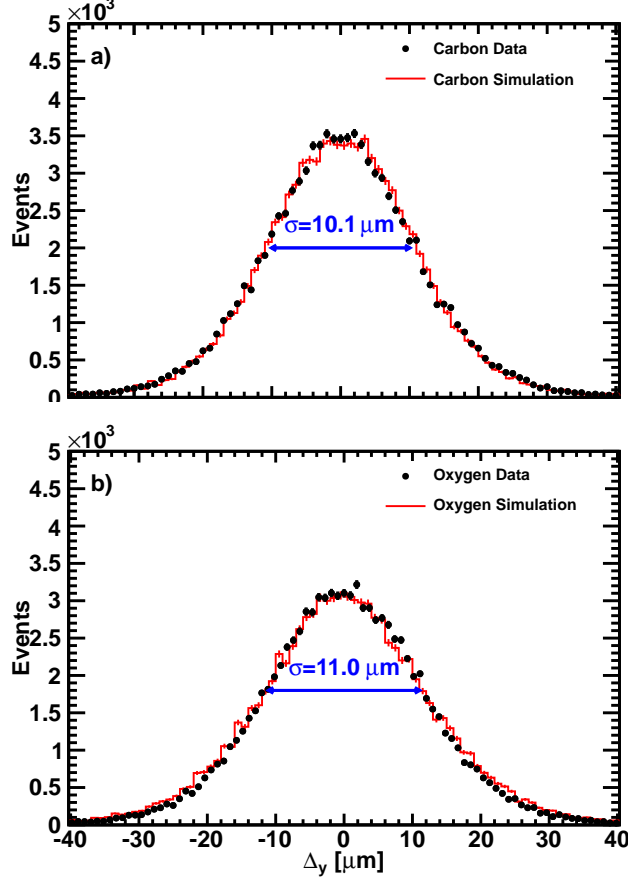 ×10³
5
4.5
4
3.5
3
2.5
2
1.5
1
0.5
0
Events
a)
Carbon Data
Carbon Simulation
σ=10.1 μm
×10³
5
4.5
4
3.5
3
2.5
2
1.5
1
0.5
0
Events
b)
Oxygen Data
Oxygen Simulation
σ=11.0 μm
-40 -30 -20 -10 0 10 20 30 40
Δy [μm]